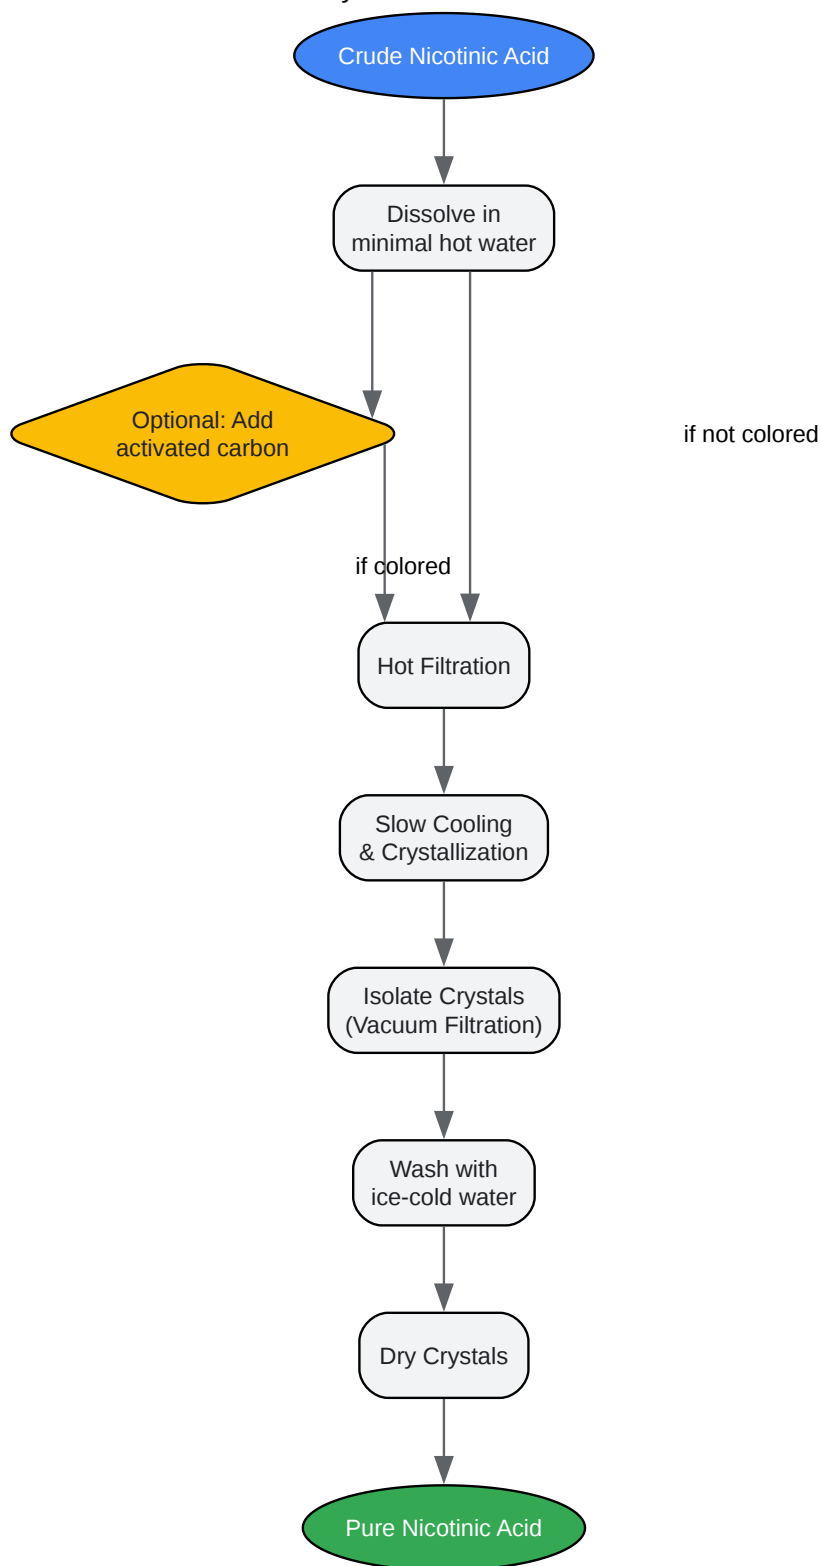 Crude Nicotinic Acid
Dissolve in
minimal hot water
Optional: Add
activated carbon
if not colored
if colored
Hot Filtration
Slow Cooling
& Crystallization
Isolate Crystals
(Vacuum Filtration)
Wash with
ice-cold water
Dry Crystals
Pure Nicotinic Acid